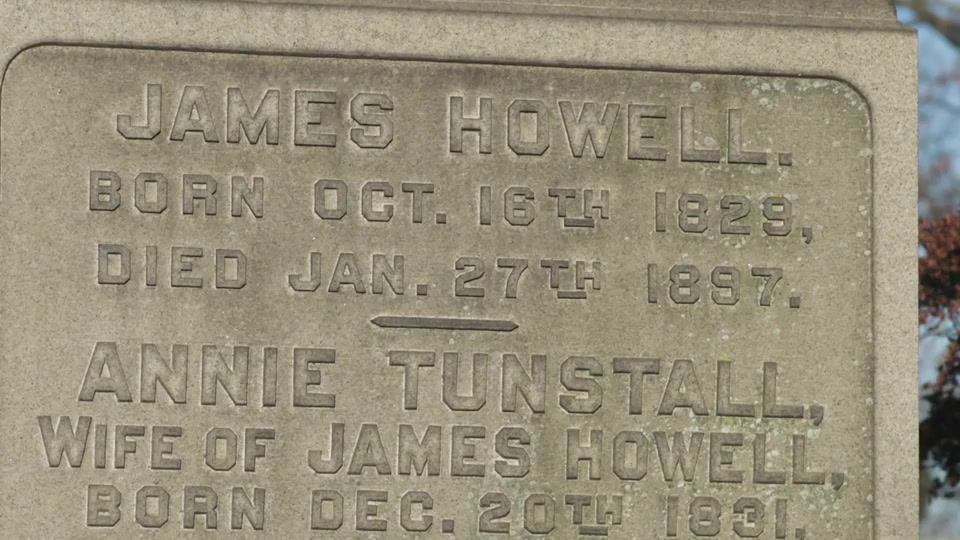 JAMES HOWELL.
BORN OCT. 16TH 1829,
DIED JAN. 27TH 1897.
ANNIE TUNSTALL,
WIFE OF JAMES HOWELL,
BORN DEC. 20TH 1831.